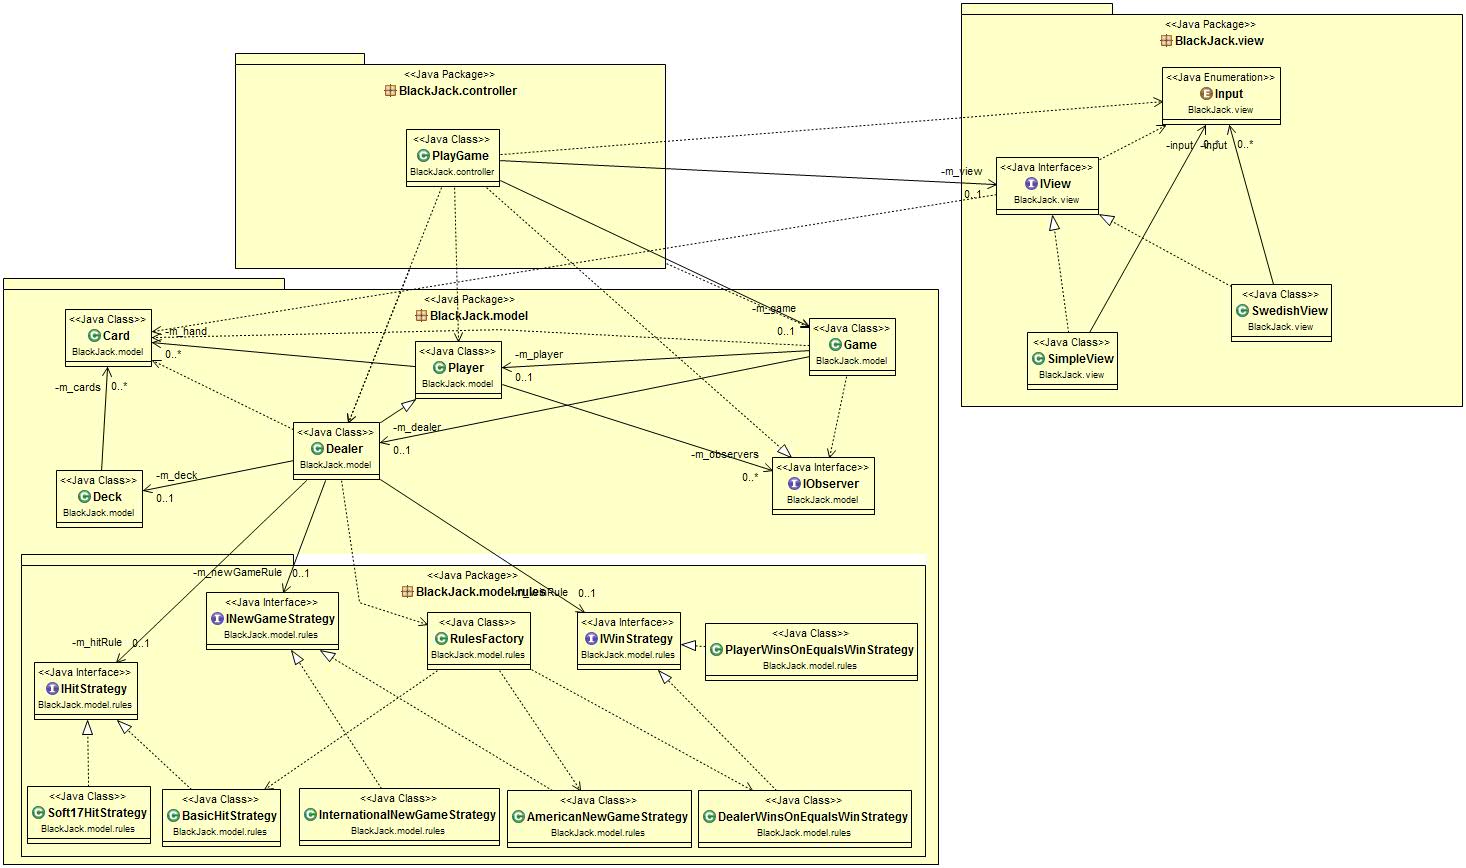 <<Java Package>>
BlackJack.view
<<Java Enumeration>>
Input
BlackJack.view
-input
-input
0..*
0..*
<<Java Interface>>
IView
BlackJack.view
-m_view
0..1
<<Java Class>>
SwedishView
BlackJack.view
<<Java Class>>
SimpleView
BlackJack.view
<<Java Package>>
BlackJack.controller
<<Java Class>>
PlayGame
BlackJack.controller
<<Java Package>>
BlackJack.model
-m_game
0..1
<<Java Class>>
Card
BlackJack.model
-m_hand
0..*
<<Java Class>>
Game
BlackJack.model
<<Java Class>>
Player
BlackJack.model
-m_player
0..1
-m_cards
0..*
<<Java Class>>
Dealer
BlackJack.model
-m_dealer
0..1
-m_observers
0..*
<<Java Interface>>
IObserver
BlackJack.model
<<Java Class>>
Deck
BlackJack.model
-m_deck
0..1
<<Java Package>>
BlackJack.model.rules
-m_newGameRule
0..1
0..1
<<Java Interface>>
INewGameStrategy
BlackJack.model.rules
<<Java Class>>
RulesFactory
BlackJack.model.rules
<<Java Interface>>
IWinStrategy
BlackJack.model.rules
<<Java Class>>
PlayerWinsOnEqualsWinStrategy
BlackJack.model.rules
-m_hitRule
0..1
<<Java Interface>>
IHitStrategy
BlackJack.model.rules
<<Java Class>>
Soft17HitStrategy
BlackJack.model.rules
<<Java Class>>
BasicHitStrategy
BlackJack.model.rules
<<Java Class>>
InternationalNewGameStrategy
BlackJack.model.rules
<<Java Class>>
AmericanNewGameStrategy
BlackJack.model.rules
<<Java Class>>
DealerWinsOnEqualsWinStrategy
BlackJack.model.rules